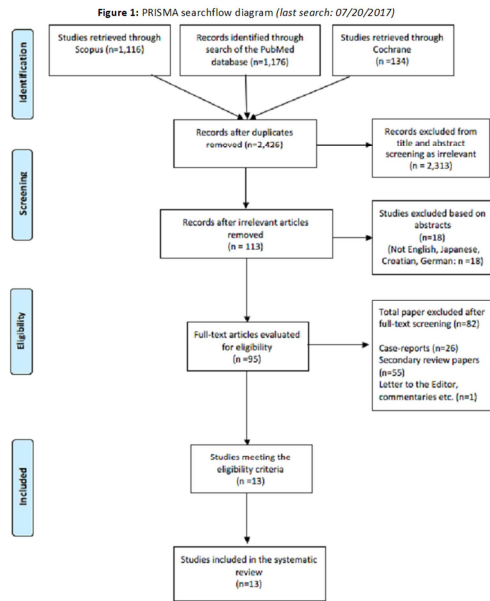 Figure 1: PRISMA searchflow diagram (last search: 07/20/2017)
Identification
Studies retrieved through
Scopus (n=1,116)
Records identified through
search of the PubMed
database (n=1,176)
Studies retrieved through
Cochrane
(n =134)
Records after duplicates
removed (n=2,426)
Records excluded from
title and abstract
screening as irrelevant
(n = 2,313)
Screening
Records after irrelevant articles
removed
(n = 113)
Studies excluded based on
abstracts
(n=18)
(Not English, Japanese,
Croatian, German: n =18)
Eligibility
Full-text articles evaluated
for eligibility
(n =95)
Total paper excluded after
full-text screening (n=82)
Case-reports (n=26)
Secondary review papers
(n=55)
Letter to the Editor,
commentaries etc. (n=1)
Included
Studies meeting the
eligibility criteria
(n =13)
Studies included in the systematic
review
(n=13)